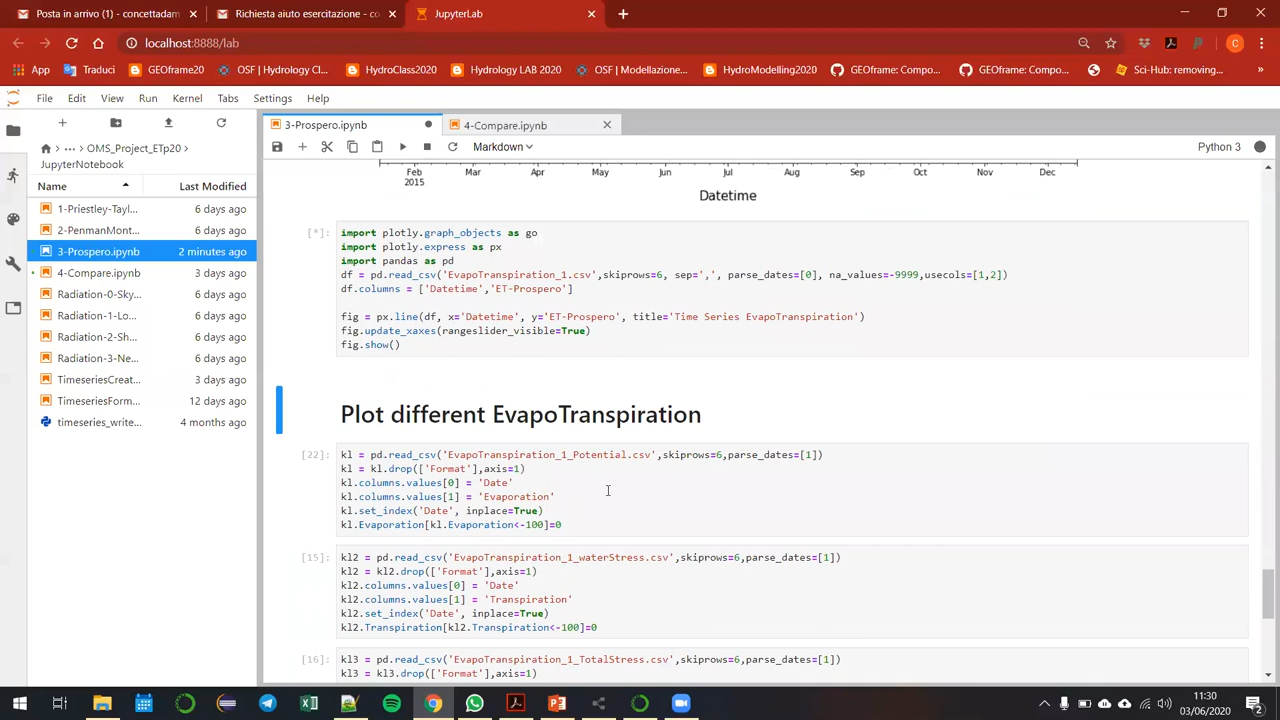 Posta in arrivo (1) - concettadam
Richiesta aiuto esercitazione - co
JupyterLab
localhost:8888/lab
App
Traduci
GEOframe20
OSF | Hydrology Cl...
HydroClass2020
Hydrology LAB 2020
OSF | Modellazione...
HydroModelling2020
GEOframe: Compo...
GEOframe: Compo...
Sci-Hub: removing...
File Edit View Run Kernel Tabs Settings Help
3-Prospero.ipynb
4-Compare.ipynb
Markdown
Python 3
OMS_Project_ETp20 >
JupyterNotebook
Name
Last Modified
1-Priestley-Tayl... 6 days ago
2-PenmanMont... 6 days ago
3-Prospero.ipynb 2 minutes ago
4-Compare.ipynb 3 days ago
Radiation-0-Sky... 6 days ago
Radiation-1-Lo... 6 days ago
Radiation-2-Sh... 6 days ago
Radiation-3-Ne... 6 days ago
TimeseriesCreat... 3 days ago
TimeseriesForm... 12 days ago
timeseries_write... 4 months ago
Feb Mar Apr May Jun Jul Aug Sep Oct Nov Dec
2015
Datetime
[*]:
import plotly.graph_objects as go
import plotly.express as px
import pandas as pd
df = pd.read_csv('EvapoTranspiration_1.csv',skiprows=6, sep=',', parse_dates=[0], na_values=-9999,usecols=[1,2])
df.columns = ['Datetime','ET-Prospero']
fig = px.line(df, x='Datetime', y='ET-Prospero', title='Time Series EvapoTranspiration')
fig.update_xaxes(rangeslider_visible=True)
fig.show()
Plot different EvapoTranspiration
[22]:
kl = pd.read_csv('EvapoTranspiration_1_Potential.csv',skiprows=6,parse_dates=[1])
kl = kl.drop(['Format'],axis=1)
kl.columns.values[0] = 'Date'
kl.columns.values[1] = 'Evaporation'
kl.set_index('Date', inplace=True)
kl.Evaporation[kl.Evaporation<-100]=0
[15]:
kl2 = pd.read_csv('EvapoTranspiration_1_waterStress.csv',skiprows=6,parse_dates=[1])
kl2 = kl2.drop(['Format'],axis=1)
kl2.columns.values[0] = 'Date'
kl2.columns.values[1] = 'Transpiration'
kl2.set_index('Date', inplace=True)
kl2.Transpiration[kl2.Transpiration<-100]=0
[16]:
kl3 = pd.read_csv('EvapoTranspiration_1_TotalStress.csv',skiprows=6,parse_dates=[1])
kl3 = kl3.drop(['Format'],axis=1)
11:30
03/06/2020